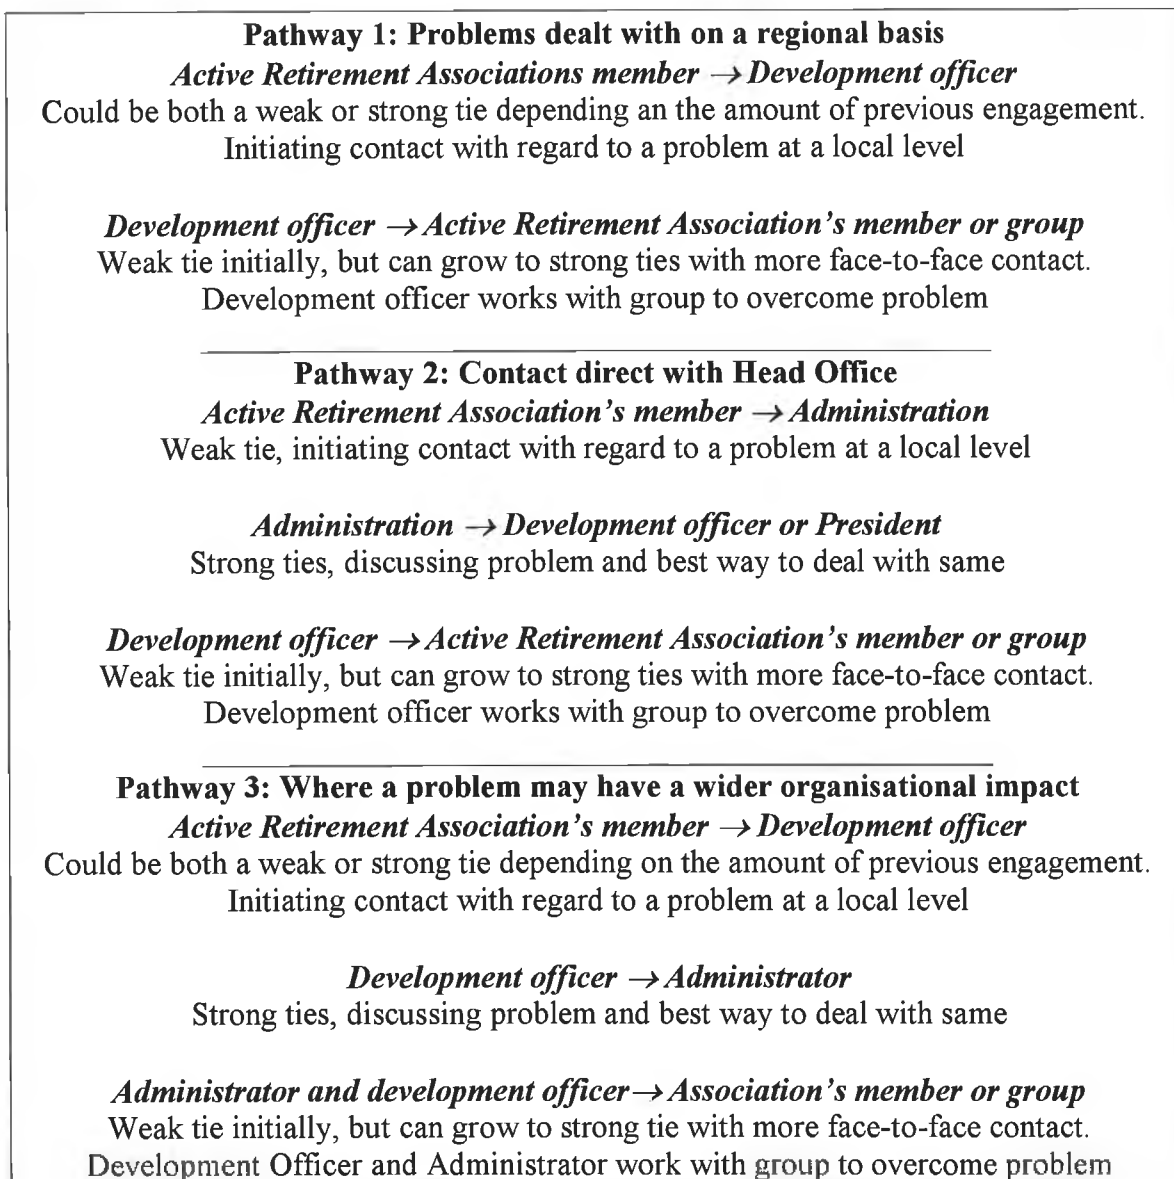 Pathway 1: Problems dealt with on a regional basis
Active Retirement Associations member → Development officer
Could be both a weak or strong tie depending an the amount of previous engagement.
Initiating contact with regard to a problem at a local level
Development officer → Active Retirement Association's member or group
Weak tie initially, but can grow to strong ties with more face-to-face contact.
Development officer works with group to overcome problem
Pathway 2: Contact direct with Head Office
Active Retirement Association's member → Administration
Weak tie, initiating contact with regard to a problem at a local level
Administration → Development officer or President
Strong ties, discussing problem and best way to deal with same
Development officer → Active Retirement Association's member or group
Weak tie initially, but can grow to strong ties with more face-to-face contact.
Development officer works with group to overcome problem
Pathway 3: Where a problem may have a wider organisational impact
Active Retirement Association's member → Development officer
Could be both a weak or strong tie depending on the amount of previous engagement.
Initiating contact with regard to a problem at a local level
Development officer → Administrator
Strong ties, discussing problem and best way to deal with same
Administrator and development officer→ Association's member or group
Weak tie initially, but can grow to strong tie with more face-to-face contact.
Development Officer and Administrator work with group to overcome problem